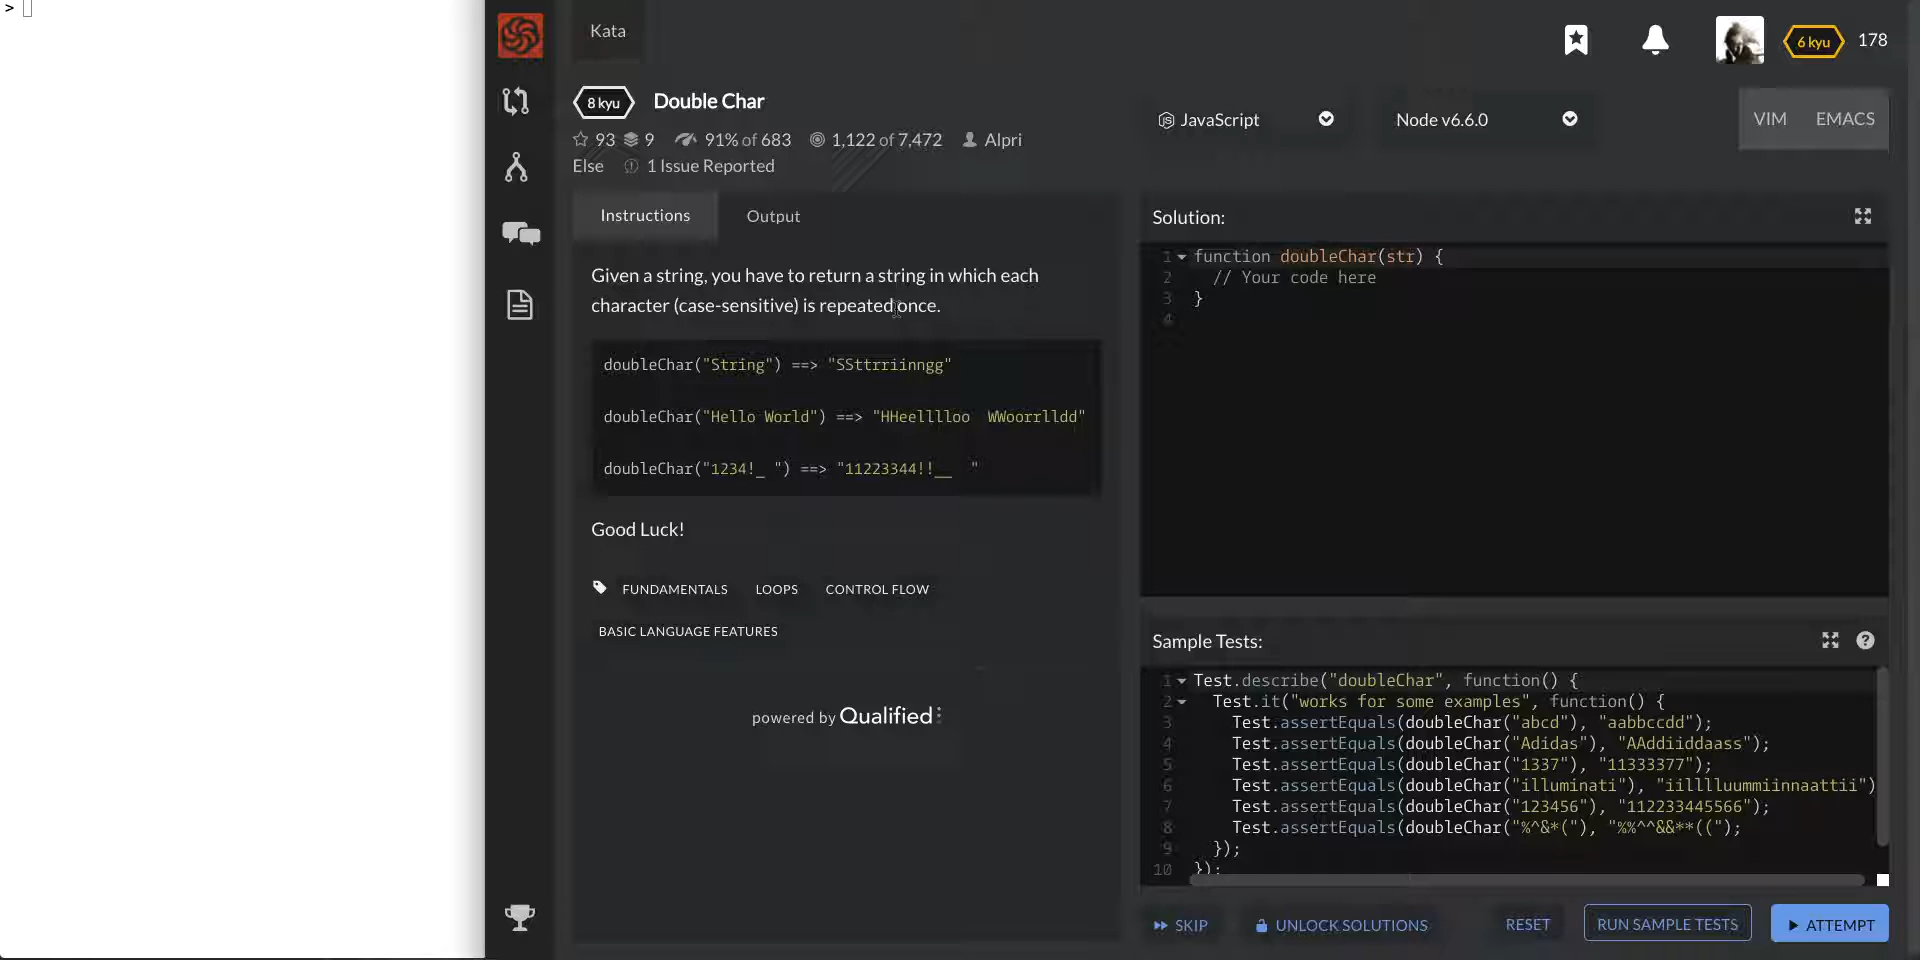 >
Kata
6 kyu 178
8 kyu Double Char
93 9 91% of 683 1,122 of 7,472 Alpri
Else 1 Issue Reported
JavaScript Node v6.6.0 VIM EMACS
Instructions Output
Given a string, you have to return a string in which each
character (case-sensitive) is repeated once.
doubleChar("String") ==> "SSttrriinngg"
doubleChar("Hello World") ==> "HHeelllloo  WWoorrlldd"
doubleChar("1234!_ ") ==> "11223344!!__  "
Good Luck!
FUNDAMENTALS LOOPS CONTROL FLOW
BASIC LANGUAGE FEATURES
powered by Qualified
Solution:
1 function doubleChar(str) {
2 // Your code here
3 }
4
Sample Tests:
1 Test.describe("doubleChar", function() {
2 Test.it("works for some examples", function() {
3 Test.assertEquals(doubleChar("abcd"), "aabbccdd");
4 Test.assertEquals(doubleChar("Adidas"), "AAddiiddaass");
5 Test.assertEquals(doubleChar("1337"), "11333377");
6 Test.assertEquals(doubleChar("illuminati"), "iilllluummiinnaattii")
7 Test.assertEquals(doubleChar("123456"), "112233445566");
8 Test.assertEquals(doubleChar("%^&*("), "%%^^&&**((");
9 });
10 });
SKIP UNLOCK SOLUTIONS RESET RUN SAMPLE TESTS ATTEMPT